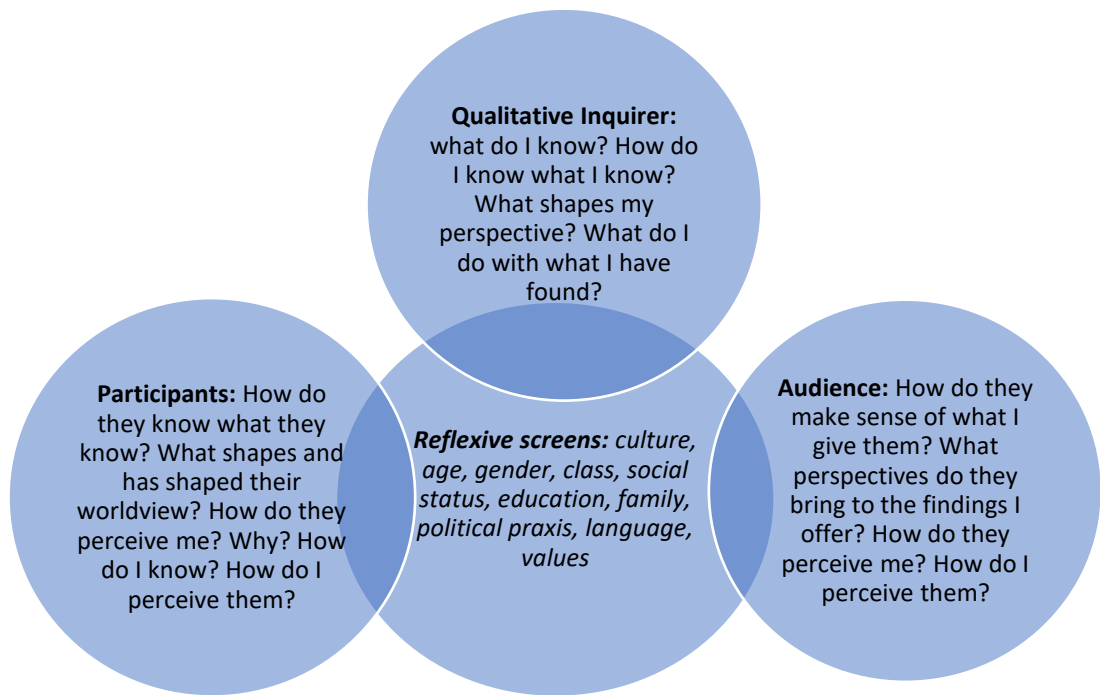 Qualitative Inquirer:
what do I know? How do
I know what I know?
What shapes my
perspective? What do I
do with what I have
found?
Participants: How do
they know what they
know? What shapes and
has shaped their
worldview? How do they
perceive me? Why? How
do I know? How do I
perceive them?
Reflexive screens: culture,
age, gender, class, social
status, education, family,
political praxis, language,
values
Audience: How do they
make sense of what I
give them? What
perspectives do they
bring to the findings I
offer? How do they
perceive me? How do I
perceive them?